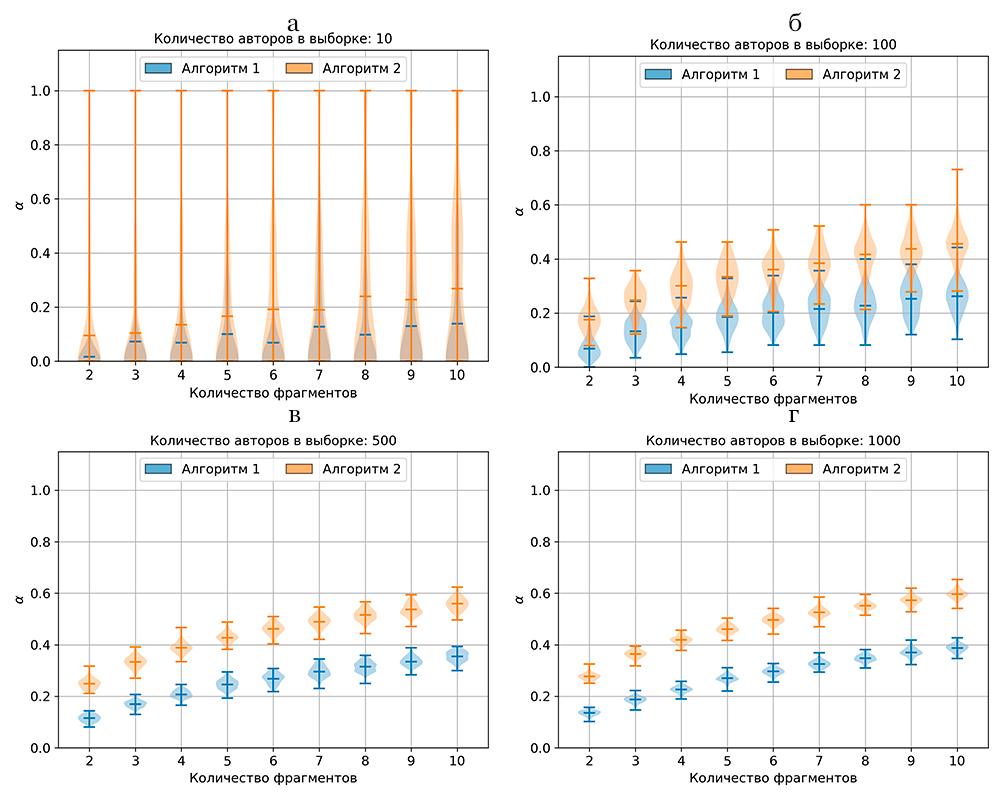 а
Количество авторов в выборке: 10
Алгоритм 1 Алгоритм 2
1.0
0.8
0.6
α
0.4
0.2
0.0
2 3 4 5 6 7 8 9 10
Количество фрагментов
б
Количество авторов в выборке: 100
Алгоритм 1 Алгоритм 2
1.0
0.8
0.6
α
0.4
0.2
0.0
2 3 4 5 6 7 8 9 10
Количество фрагментов
в
Количество авторов в выборке: 500
Алгоритм 1 Алгоритм 2
1.0
0.8
0.6
α
0.4
0.2
0.0
2 3 4 5 6 7 8 9 10
Количество фрагментов
г
Количество авторов в выборке: 1000
Алгоритм 1 Алгоритм 2
1.0
0.8
0.6
α
0.4
0.2
0.0
2 3 4 5 6 7 8 9 10
Количество фрагментов